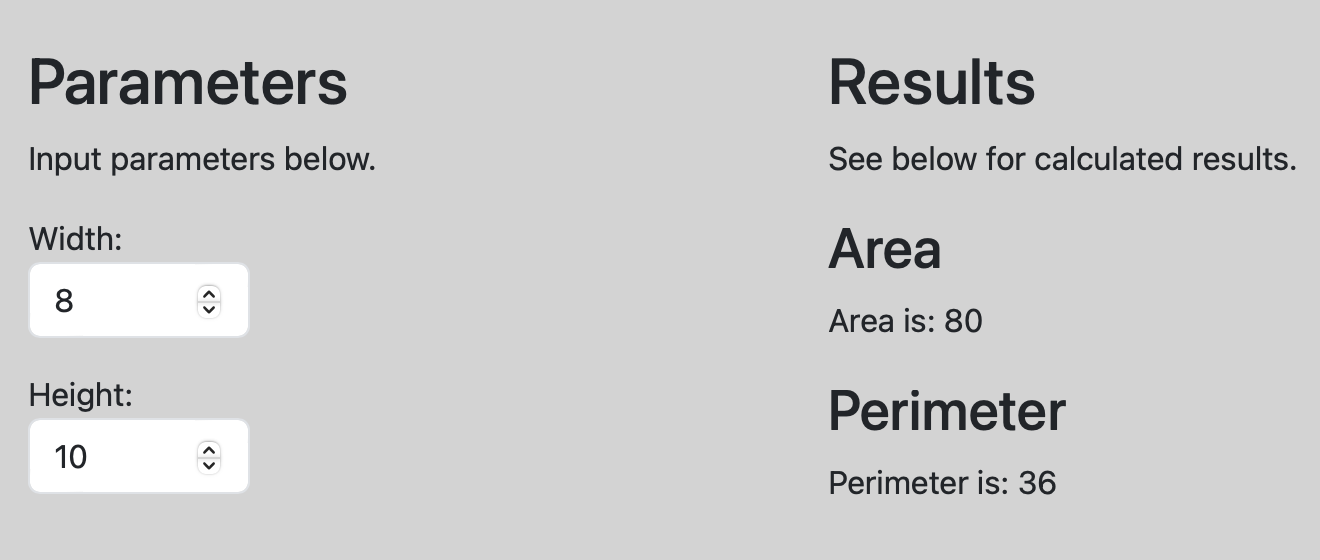 Parameters
Input parameters below.
Width:
8
Height:
10
Results
See below for calculated results.
Area
Area is: 80
Perimeter
Perimeter is: 36